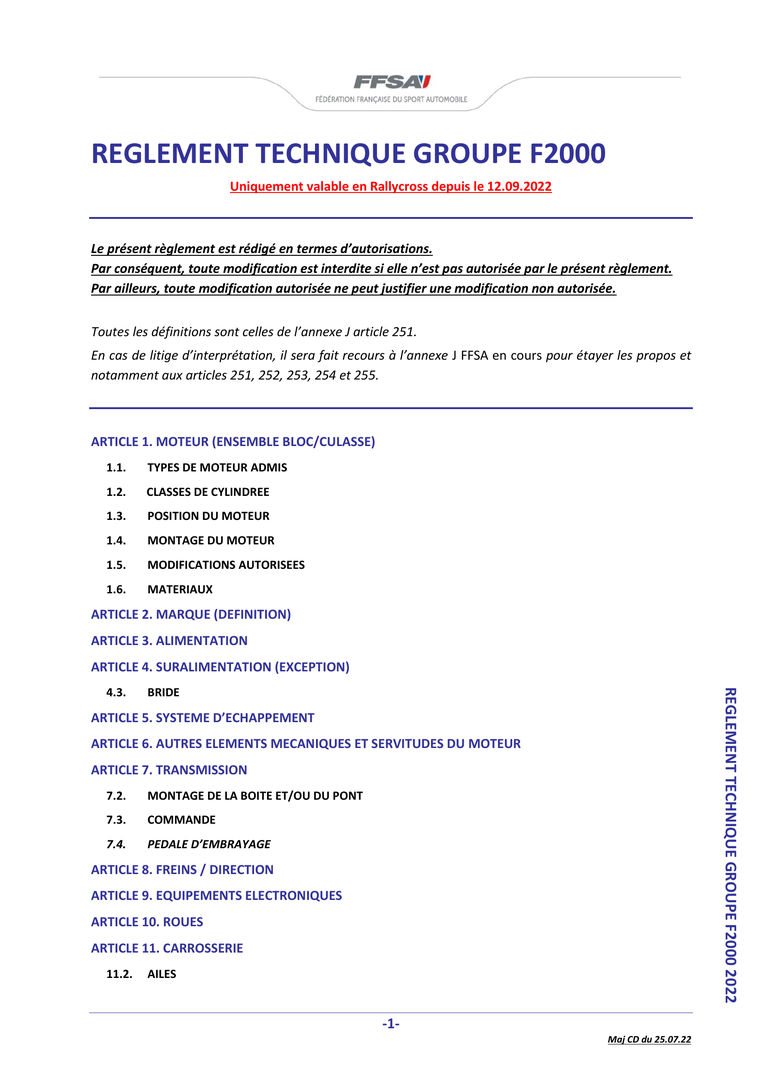 FFSA
FÉDÉRATION FRANÇAISE DU SPORT AUTOMOBILE
REGLEMENT TECHNIQUE GROUPE F2000
Uniquement valable en Rallycross depuis le 12.09.2022
Le présent règlement est rédigé en termes d’autorisations.
Par conséquent, toute modification est interdite si elle n’est pas autorisée par le présent règlement.
Par ailleurs, toute modification autorisée ne peut justifier une modification non autorisée.
Toutes les définitions sont celles de l’annexe J article 251.
En cas de litige d’interprétation, il sera fait recours à l’annexe J FFSA en cours pour étayer les propos et
notamment aux articles 251, 252, 253, 254 et 255.
ARTICLE 1. MOTEUR (ENSEMBLE BLOC/CULASSE)
1.1. TYPES DE MOTEUR ADMIS
1.2. CLASSES DE CYLINDREE
1.3. POSITION DU MOTEUR
1.4. MONTAGE DU MOTEUR
1.5. MODIFICATIONS AUTORISEES
1.6. MATERIAUX
ARTICLE 2. MARQUE (DEFINITION)
ARTICLE 3. ALIMENTATION
ARTICLE 4. SURALIMENTATION (EXCEPTION)
4.3. BRIDE
ARTICLE 5. SYSTEME D’ECHAPPEMENT
ARTICLE 6. AUTRES ELEMENTS MECANIQUES ET SERVITUDES DU MOTEUR
ARTICLE 7. TRANSMISSION
7.2. MONTAGE DE LA BOITE ET/OU DU PONT
7.3. COMMANDE
7.4. PEDALE D’EMBRAYAGE
ARTICLE 8. FREINS / DIRECTION
ARTICLE 9. EQUIPEMENTS ELECTRONIQUES
ARTICLE 10. ROUES
ARTICLE 11. CARROSSERIE
11.2. AILES
REGLEMENT TECHNIQUE GROUPE F2000 2022
-1-
Maj CD du 25.07.22